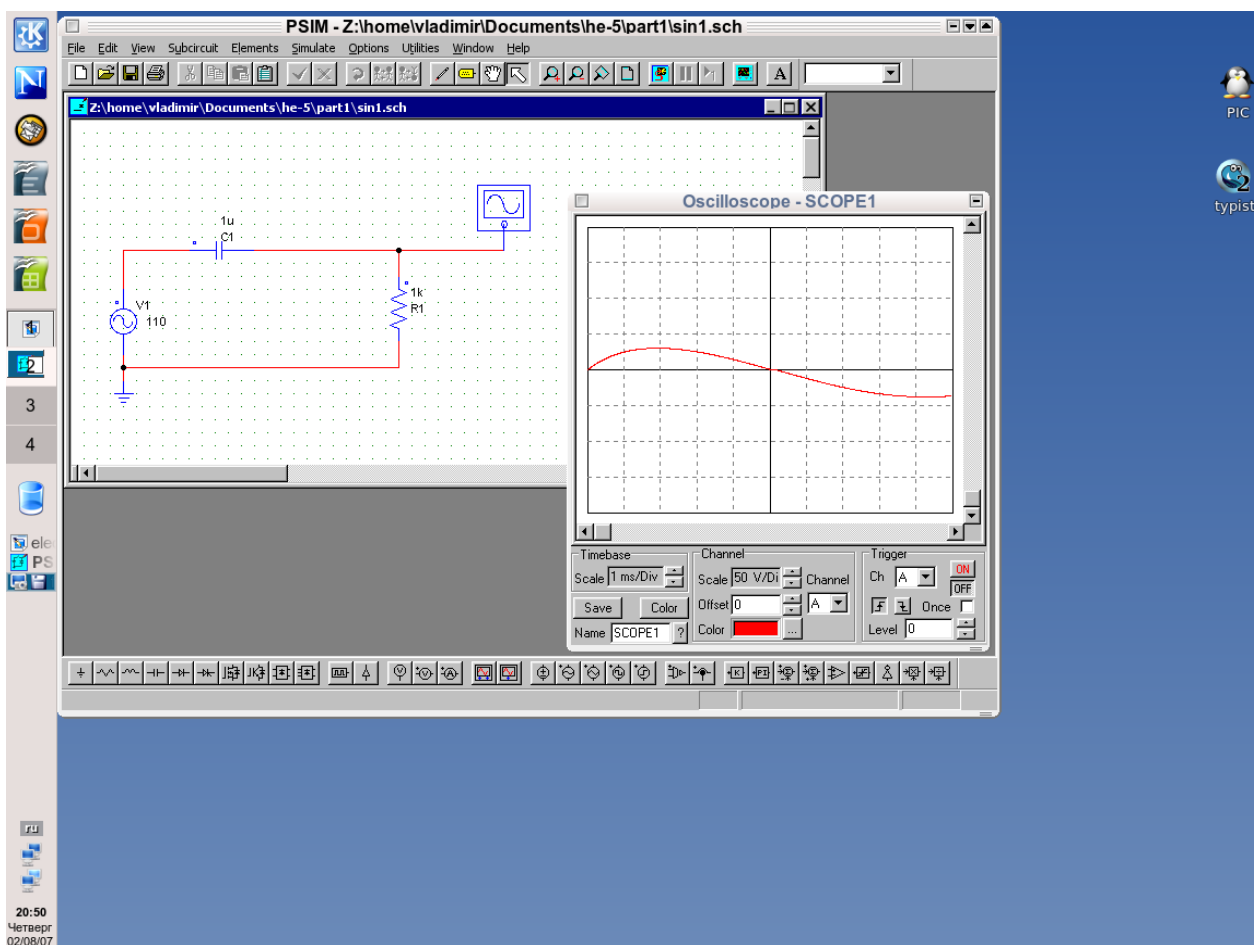 PSIM - Z:\home\vladimir\Documents\he-5\part1\sin1.sch
File Edit View Subcircuit Elements Simulate Options Utilities Window Help
A
Z:\home\vladimir\Documents\he-5\part1\sin1.sch
1u
C1
V1
110
1k
R1
Oscilloscope - SCOPE1
Timebase
Scale 1 ms/Div
Save Color
Name SCOPE1 ?
Channel
Scale 50 V/Di Channel
Offset 0 A
Color ...
Trigger
Ch A ON
OFF
Once
Level 0
PIC
typist
2
3
4
ele
PS
ru
20:50
Четверг
02/08/07